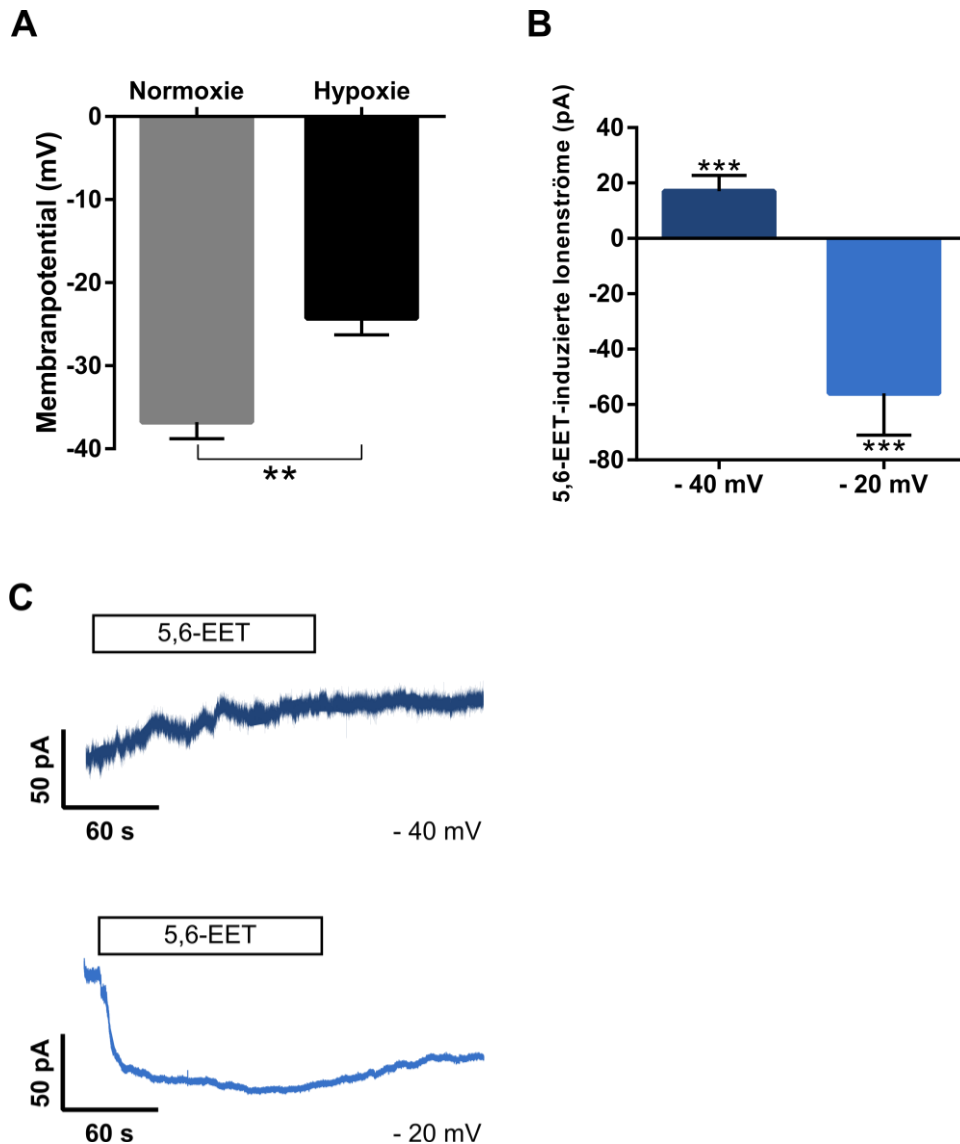 A
Normoxie Hypoxie
Membranpotential (mV)
0
-10
-20
-30
-40
**
B
5,6-EET-induzierte Ionenströme (pA)
40
20
0
-20
-40
-60
-80
***
***
- 40 mV - 20 mV
C
5,6-EET
50 pA
60 s
- 40 mV
5,6-EET
50 pA
60 s
- 20 mV